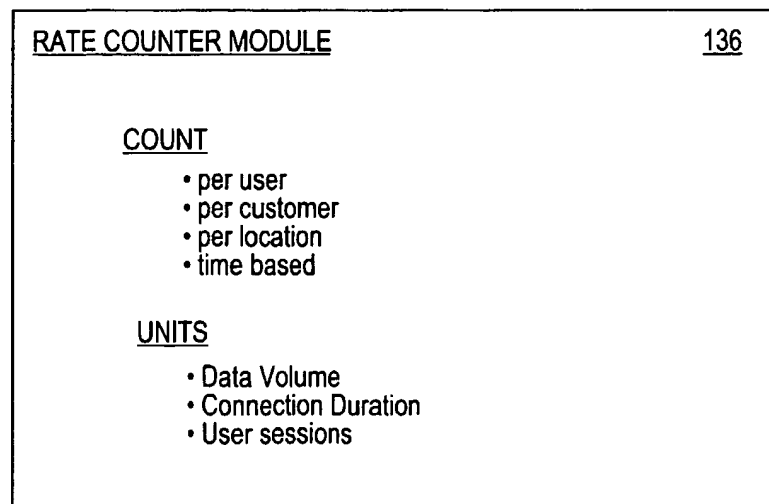 RATE COUNTER MODULE 136
COUNT
• per user
• per customer
• per location
• time based
UNITS
• Data Volume
• Connection Duration
• User sessions